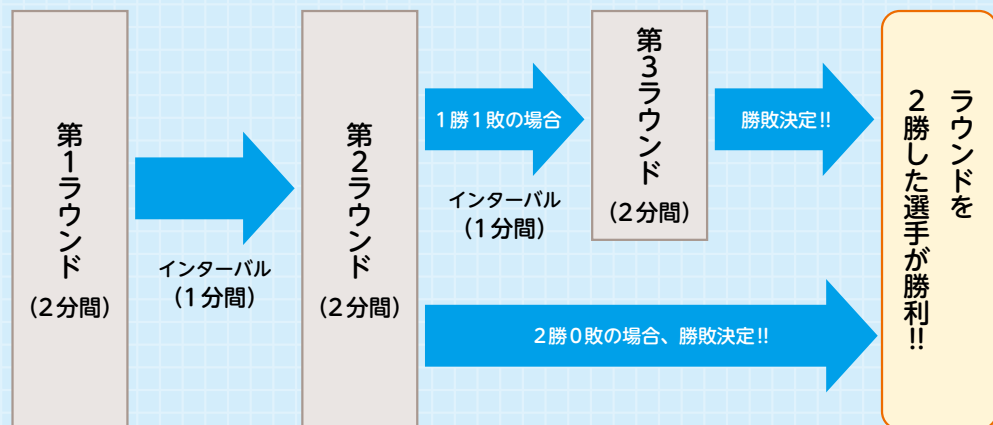 第1ラウンド
（2分間）
インターバル
（1分間）
第2ラウンド
（2分間）
1勝1敗の場合
インターバル
（1分間）
第3ラウンド
（2分間）
勝敗決定!!
2勝0敗の場合、勝敗決定!!
ラウンドを
2勝した選手が勝利!!